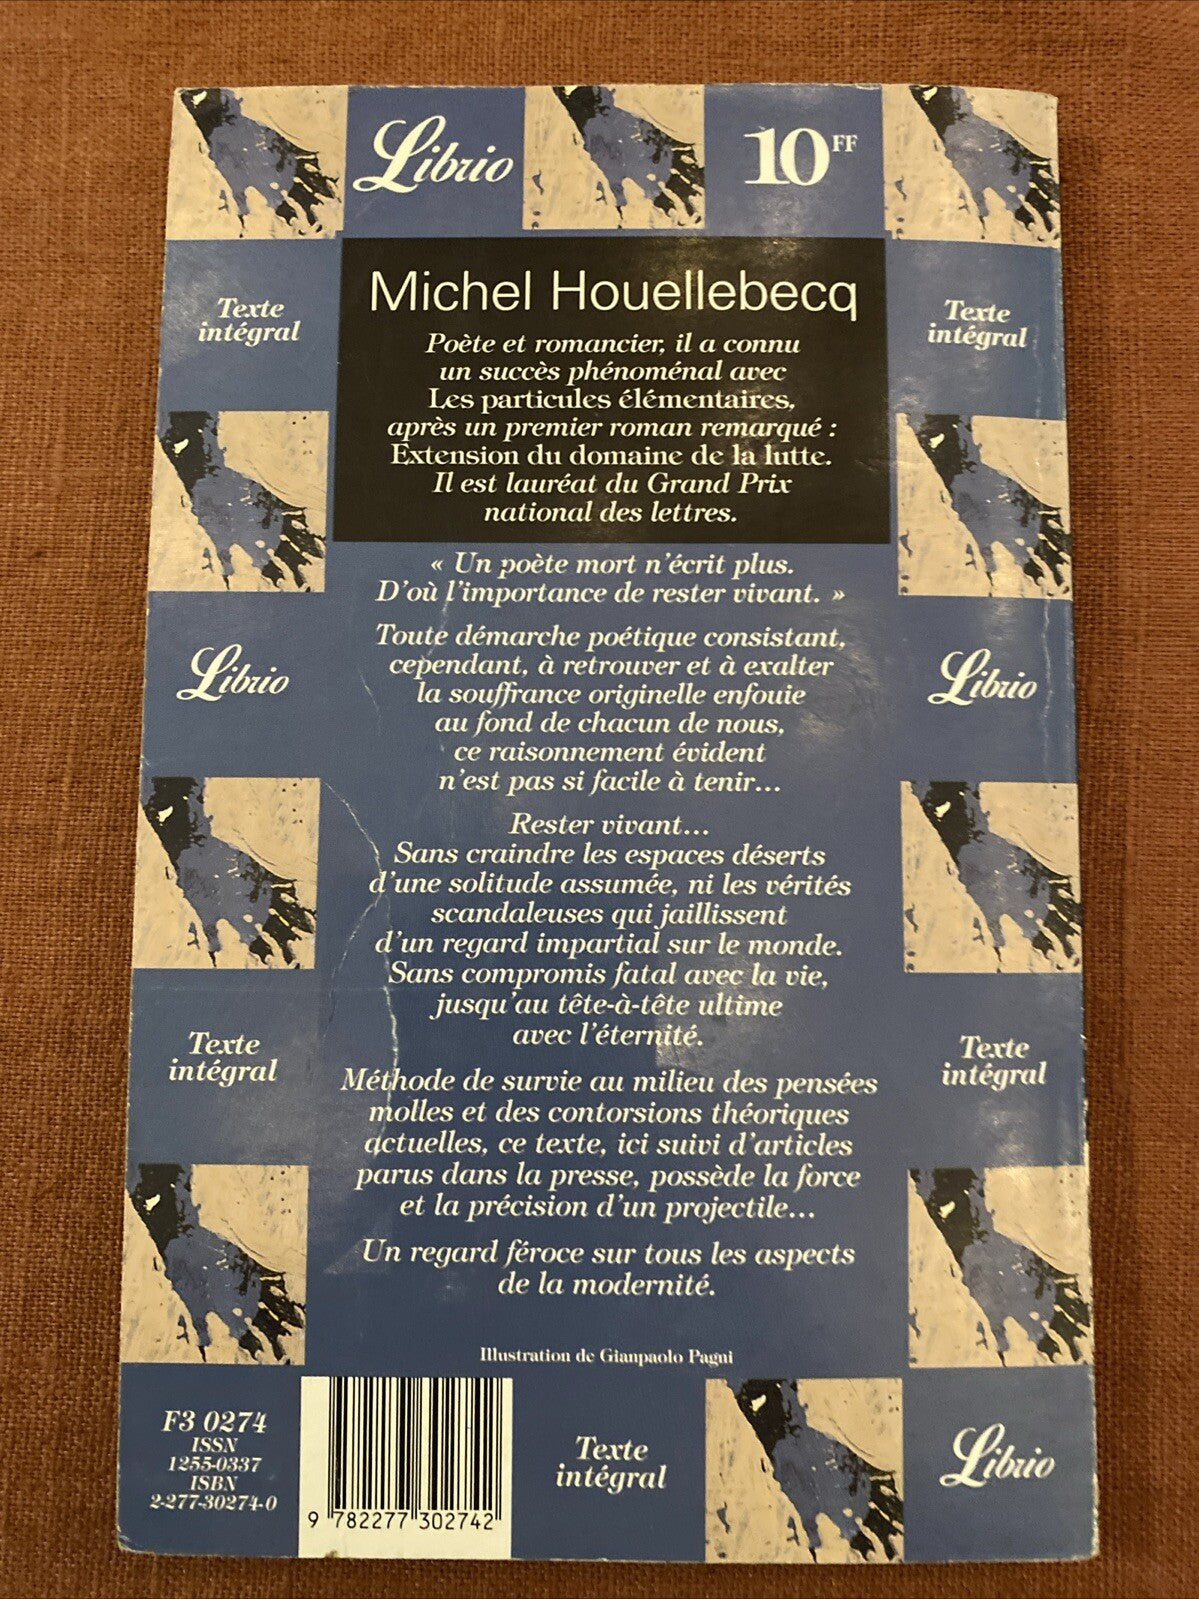 Librio
10FF
Michel Houellebecq
Texte
intégral
Texte
intégral
Poète et romancier, il a connu
un succès phénoménal avec
Les particules élémentaires,
après un premier roman remarqué :
Extension du domaine de la lutte.
Il est lauréat du Grand Prix
national des lettres.
« Un poète mort n'écrit plus.
D'où l'importance de rester vivant. »
Toute démarche poétique consistant,
cependant, à retrouver et à exalter
la souffrance originelle enfouie
au fond de chacun de nous,
ce raisonnement évident
n'est pas si facile à tenir...
Librio
Librio
Rester vivant...
Sans craindre les espaces déserts
d'une solitude assumée, ni les vérités
scandaleuses qui jaillissent
d'un regard impartial sur le monde.
Sans compromis fatal avec la vie,
jusqu'au tête-à-tête ultime
avec l'éternité.
Texte
intégral
Texte
intégral
Méthode de survie au milieu des pensées
molles et des contorsions théoriques
actuelles, ce texte, ici suivi d'articles
parus dans la presse, possède la force
et la précision d'un projectile...
Un regard féroce sur tous les aspects
de la modernité.
Illustration de Gianpaolo Pagni
F3 0274
ISSN
1255-0337
ISBN
2-277-30274-0
9 782277 302742
Texte
intégral
Librio